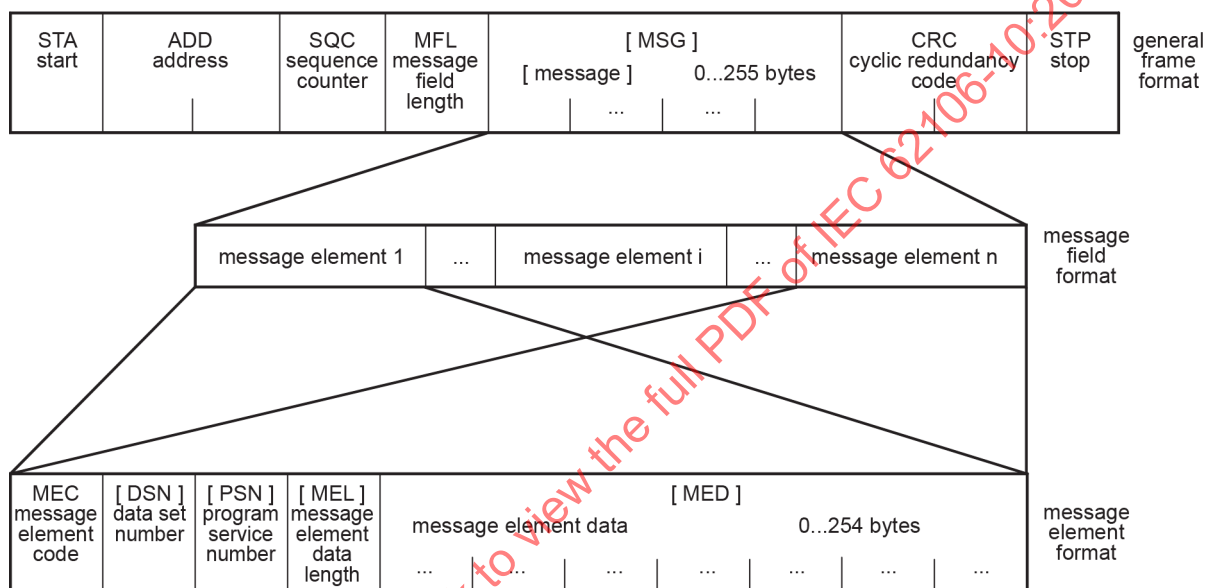 STA
start
ADD
address
SQC
sequence
counter
MFL
message
field
length
[ MSG ]
[ message ] 0...255 bytes
... ...
CRC
cyclic redundancy
code
STP
stop
general
frame
format
message element 1 ... message element i ... message element n
message
field
format
MEC
message
element
code
[ DSN ]
data set
number
[ PSN ]
program
service
number
[ MEL ]
message
element
data
length
[ MED ]
message element data 0...254 bytes
... ... ... ... ... ... ...
message
element
format
to view the full PDF of IEC 62106-10:20